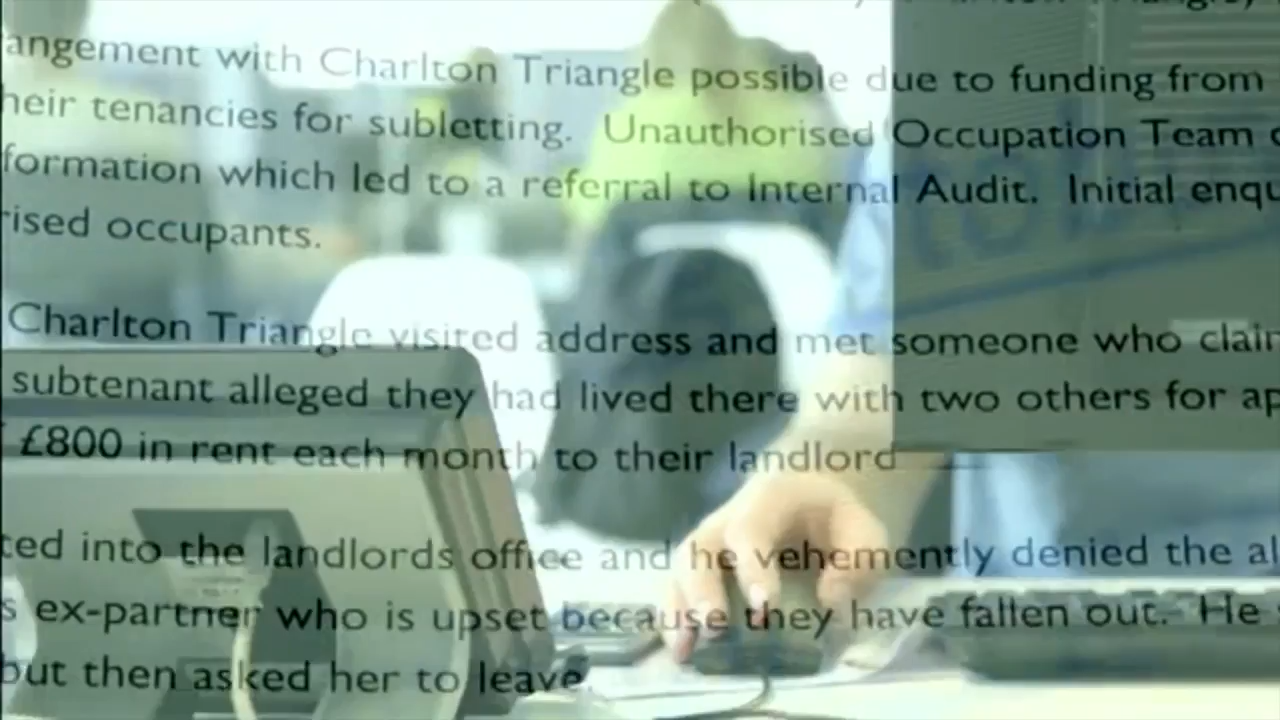 angement with Charlton Triangle possible due to funding from
heir tenancies for subletting. Unauthorised Occupation Team
formation which led to a referral to Internal Audit. Initial enqu
rised occupants.
Charlton Triangle visited address and met someone who clai
subtenant alleged they had lived there with two others for ap
£800 in rent each month to their landlord
ted into the landlords office and he vehemently denied the al
s ex-partner who is upset because they have fallen out. He
but then asked her to leave